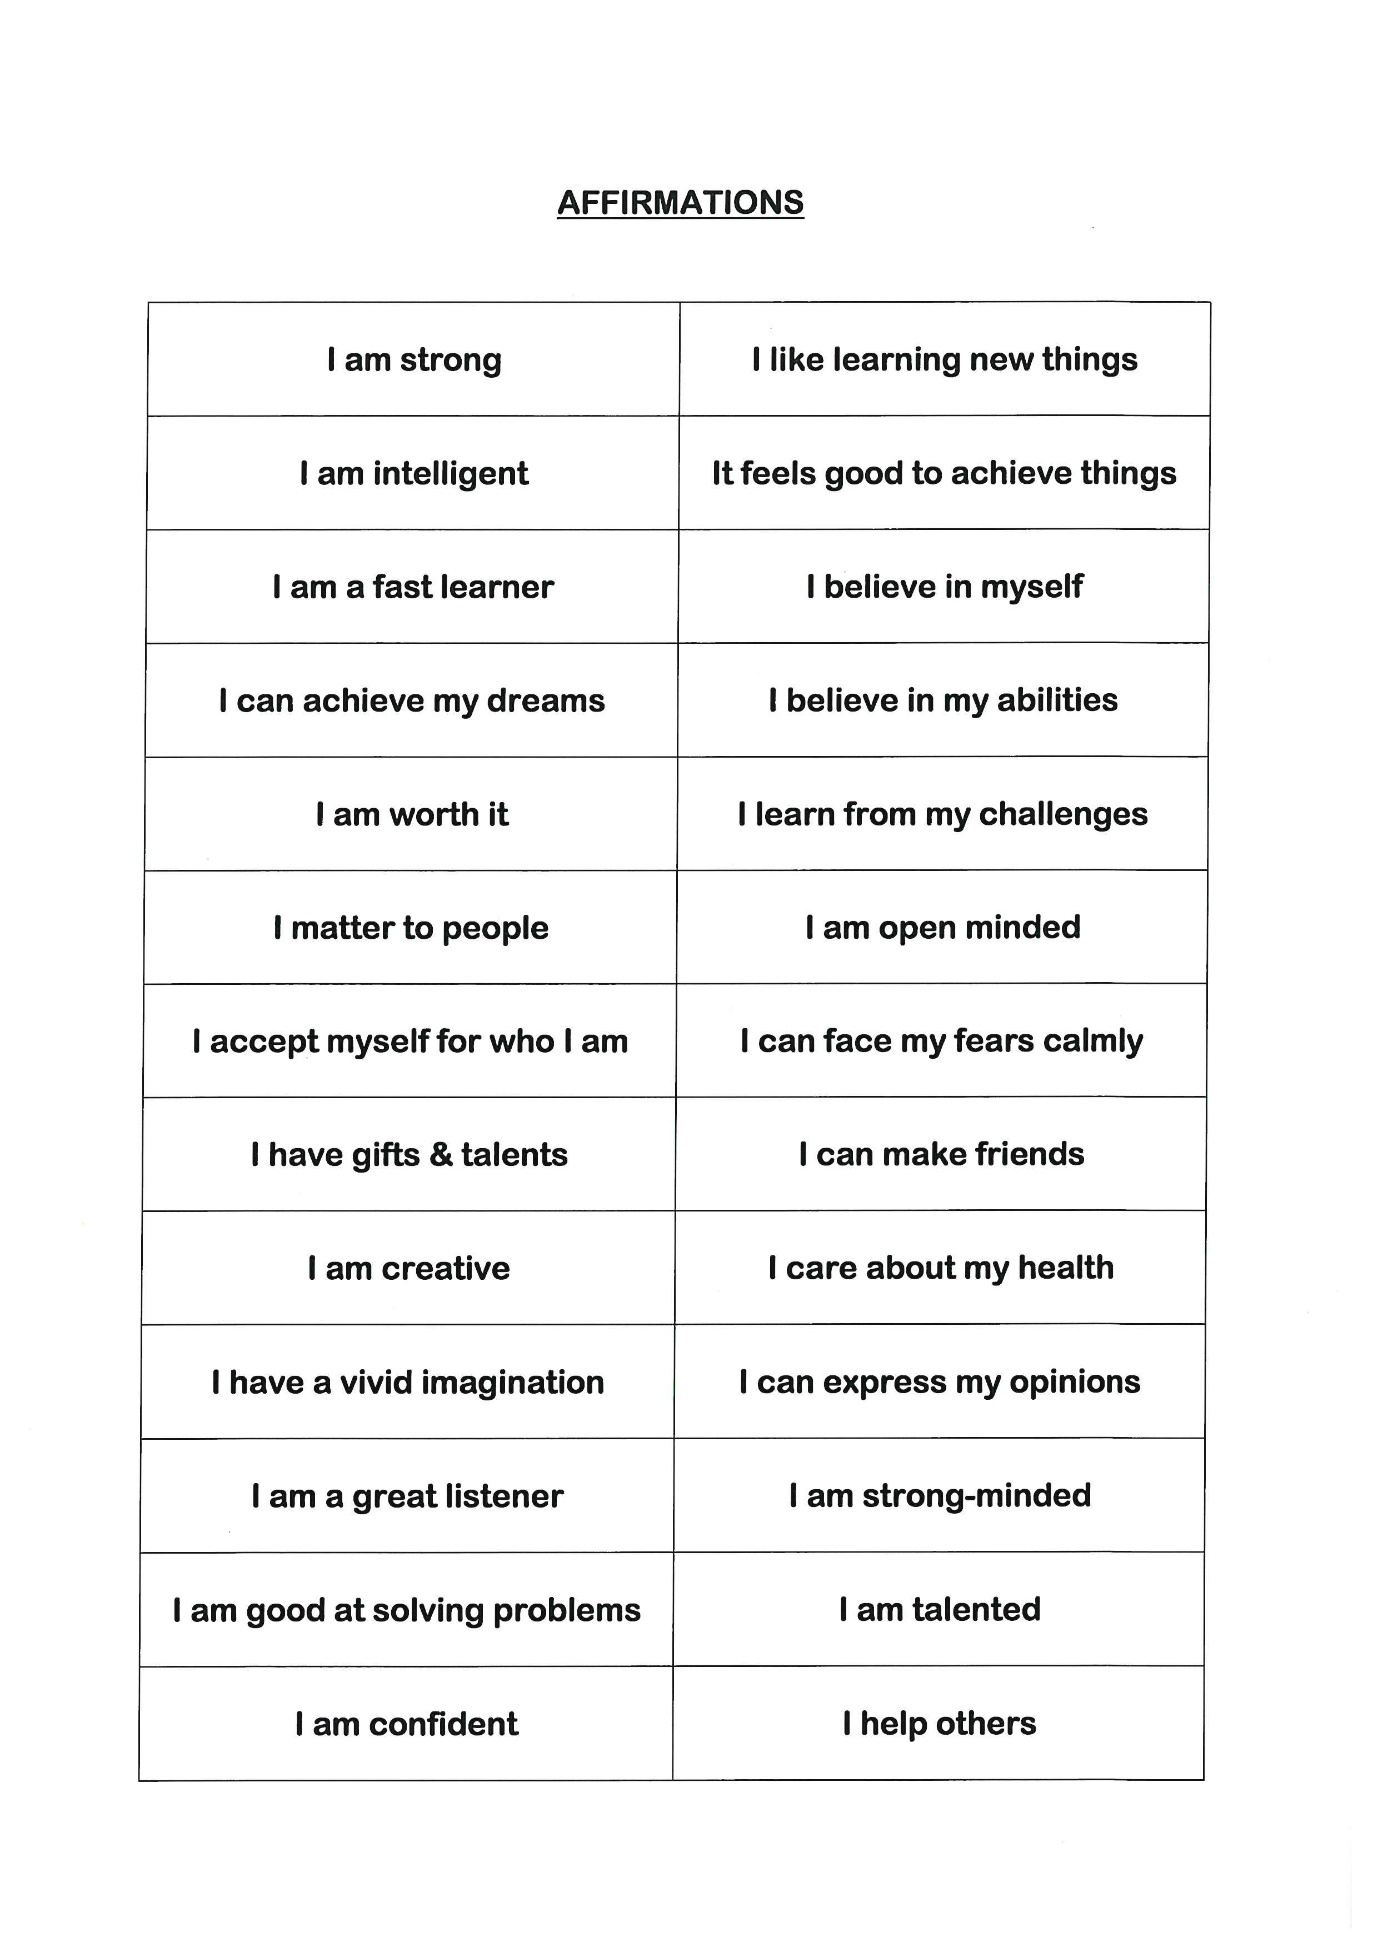 AFFIRMATIONS
I am strong
I like learning new things
I am intelligent
It feels good to achieve things
I am a fast learner
I believe in myself
I can achieve my dreams
I believe in my abilities
I am worth it
I learn from my challenges
I matter to people
I am open minded
I accept myself for who I am
I can face my fears calmly
I have gifts & talents
I can make friends
I am creative
I care about my health
I have a vivid imagination
I can express my opinions
I am a great listener
I am strong-minded
I am good at solving problems
I am talented
I am confident
I help others